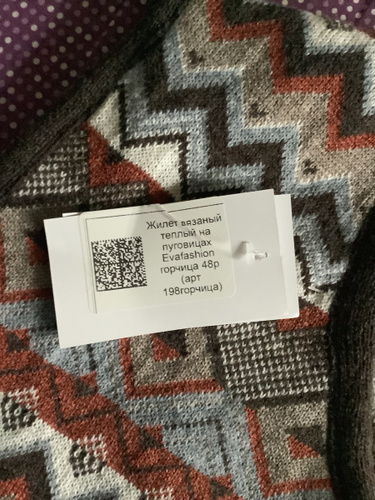 Жилет вязаный
теплый на
пуговицах
Evafashion
горчица 48р
(арт
198горчица)